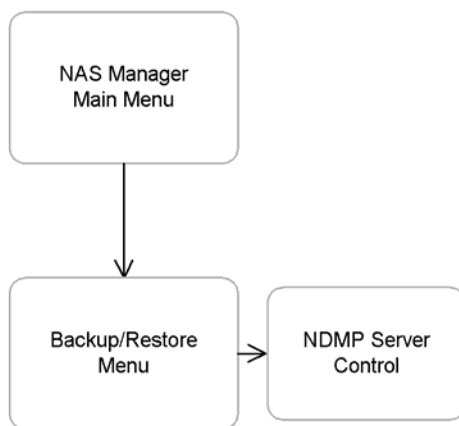 NAS Manager
Main Menu
Backup/Restore
Menu
NDMP Server
Control